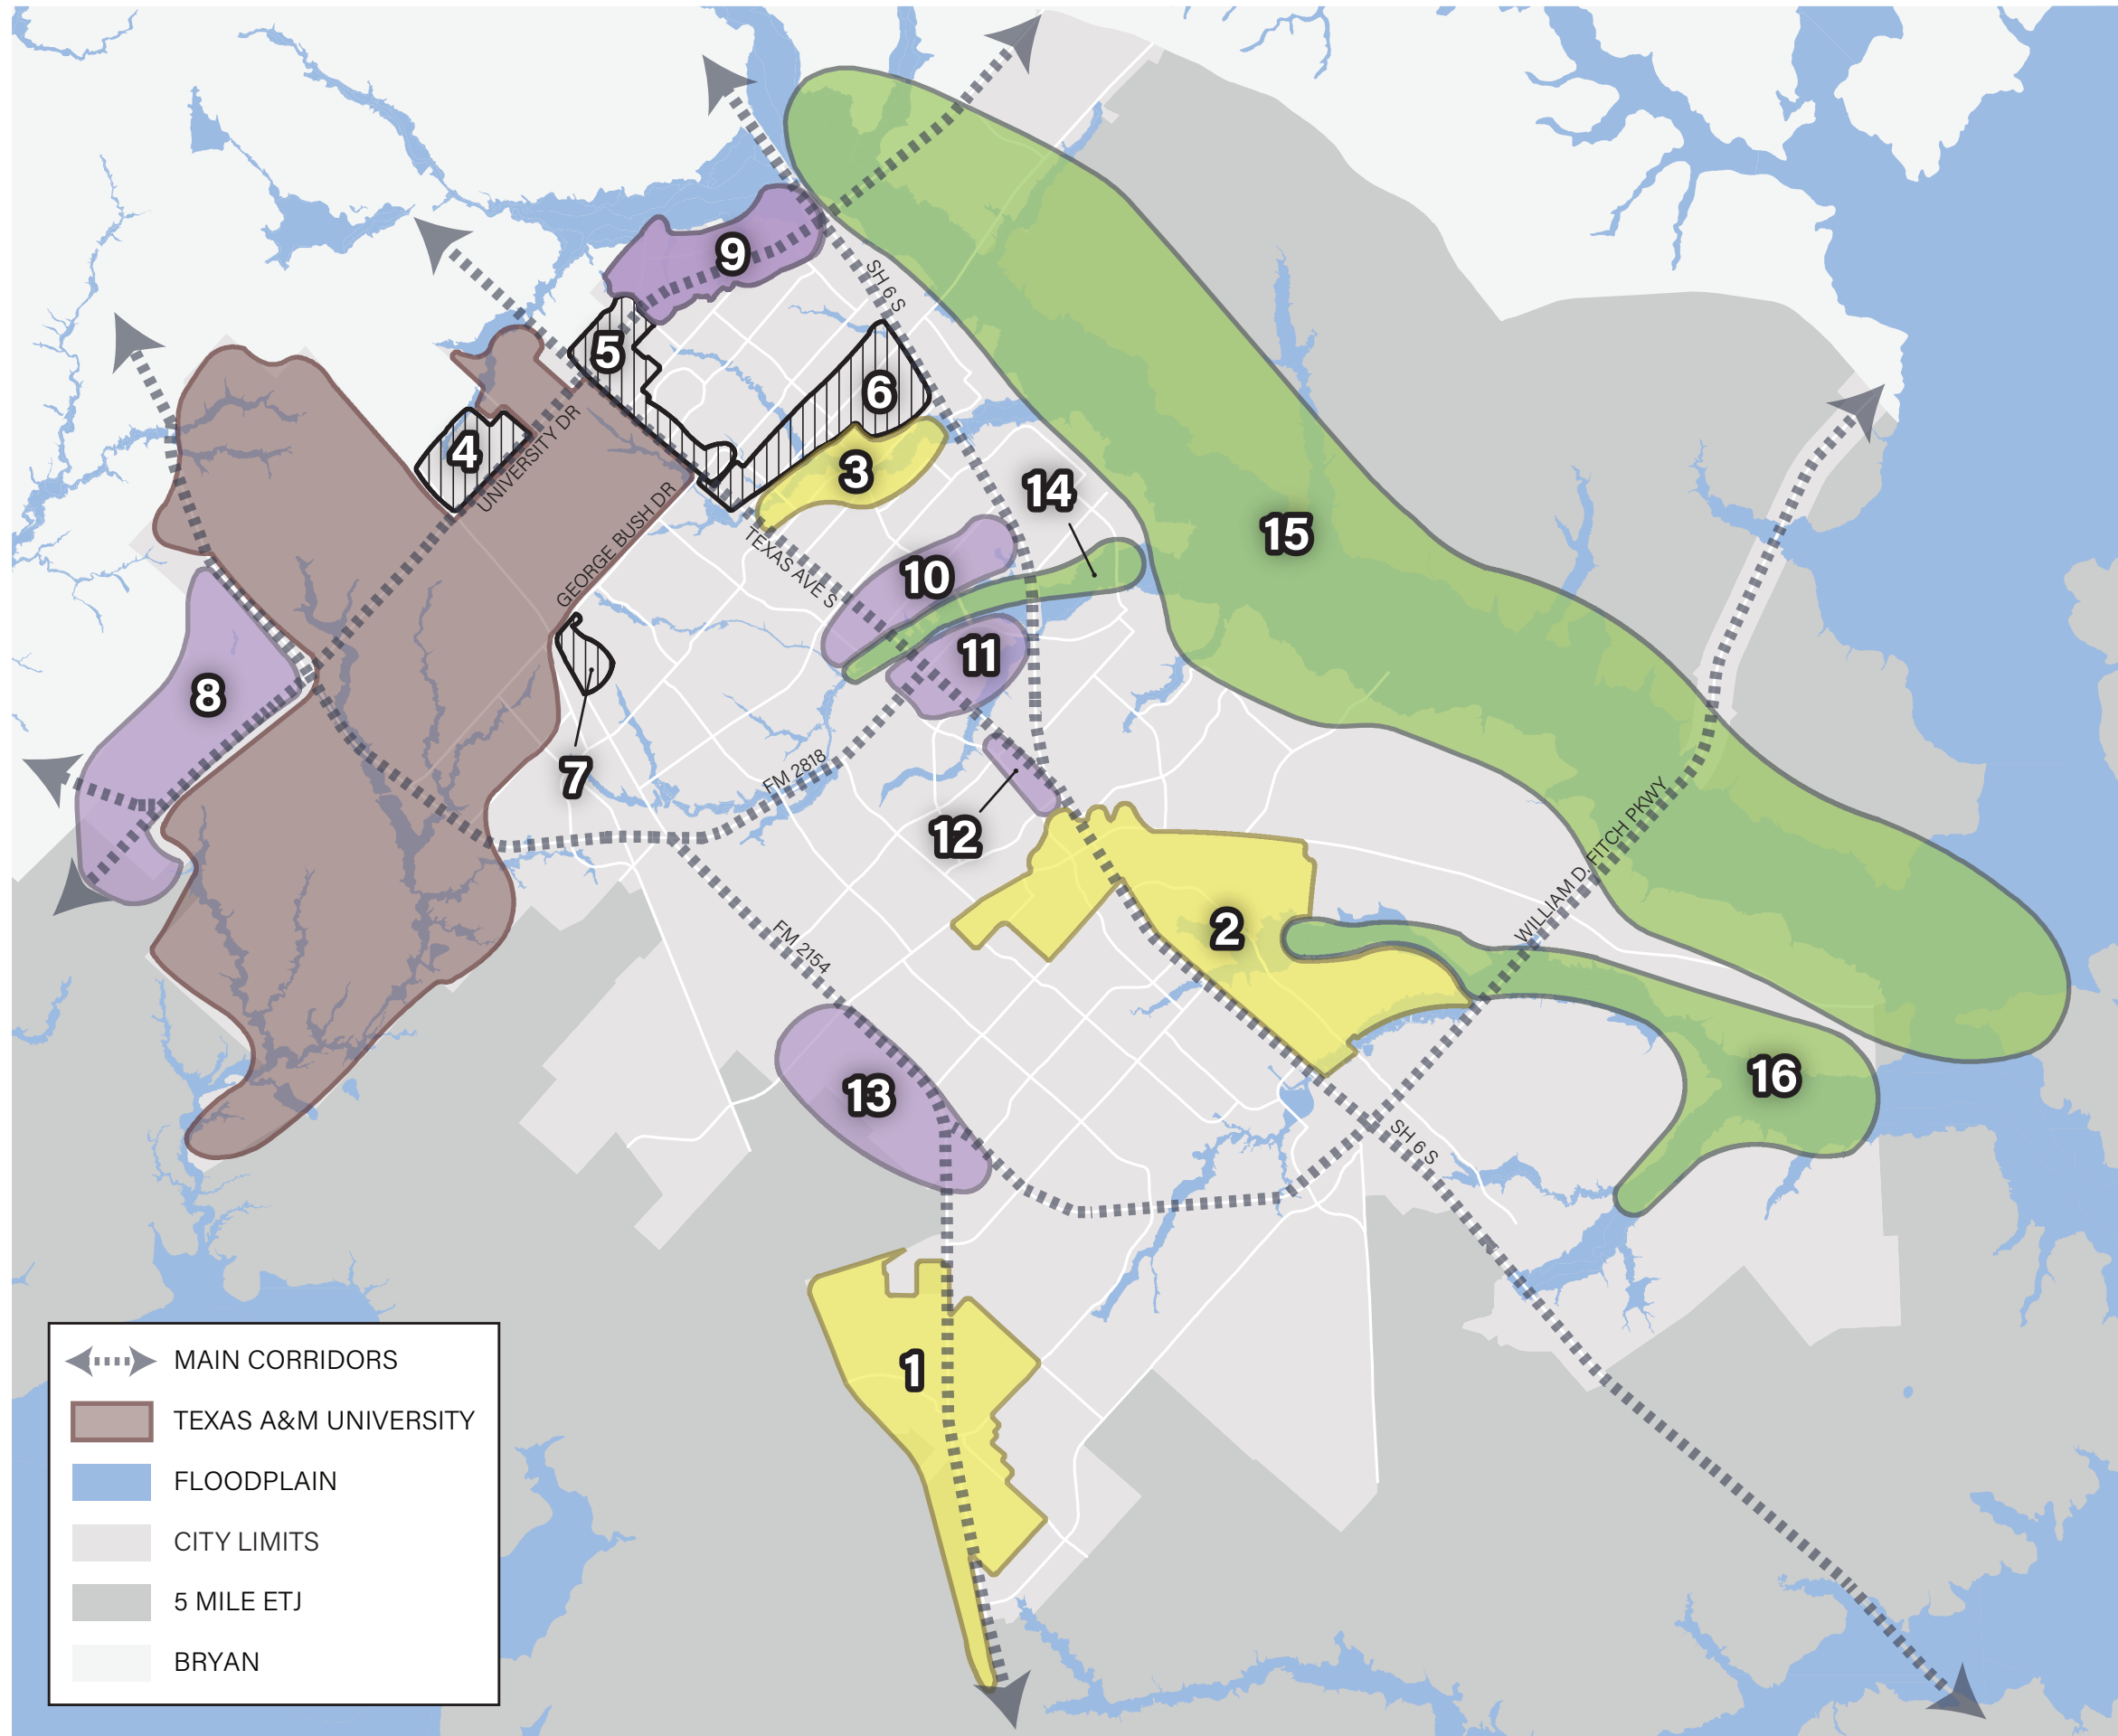 SH 6 S
9
5
6
4
UNIVERSITY DR
3
14
GEORGE BUSH DR
15
TEXAS AVE S
10
11
8
7
FM 2818
12
WILLIAM D. FITCH PKWY
2
FM 2154
16
13
SH 6 S
1
MAIN CORRIDORS
TEXAS A&M UNIVERSITY
FLOODPLAIN
CITY LIMITS
5 MILE ETJ
BRYAN